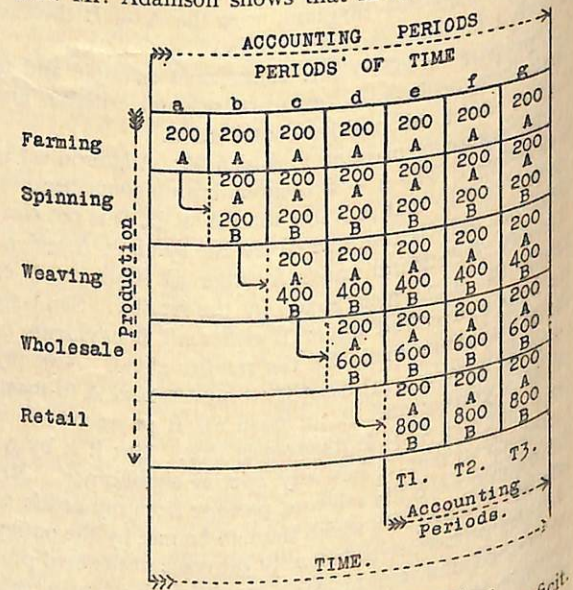 Mr. Adamson shows that
ACCOUNTING PERIODS
PERIODS OF TIME
a b c d e f g
Farming
200 200 200 200 200 200 200
A A A A A A A
Spinning
200 200 200 200 200 200
A A A A A A
200 200 200 200 200 200
B B B B B B
Weaving
200 200 200 200 200
A A A A A
400 400 400 400 400
B B B B B
Wholesale
200 200 200 200
A A A A
600 600 600 600
B B B B
Retail
200 200 200
A A A
800 800 800
B B B
Production
T1. T2. T3.
Accounting
Periods.
TIME.